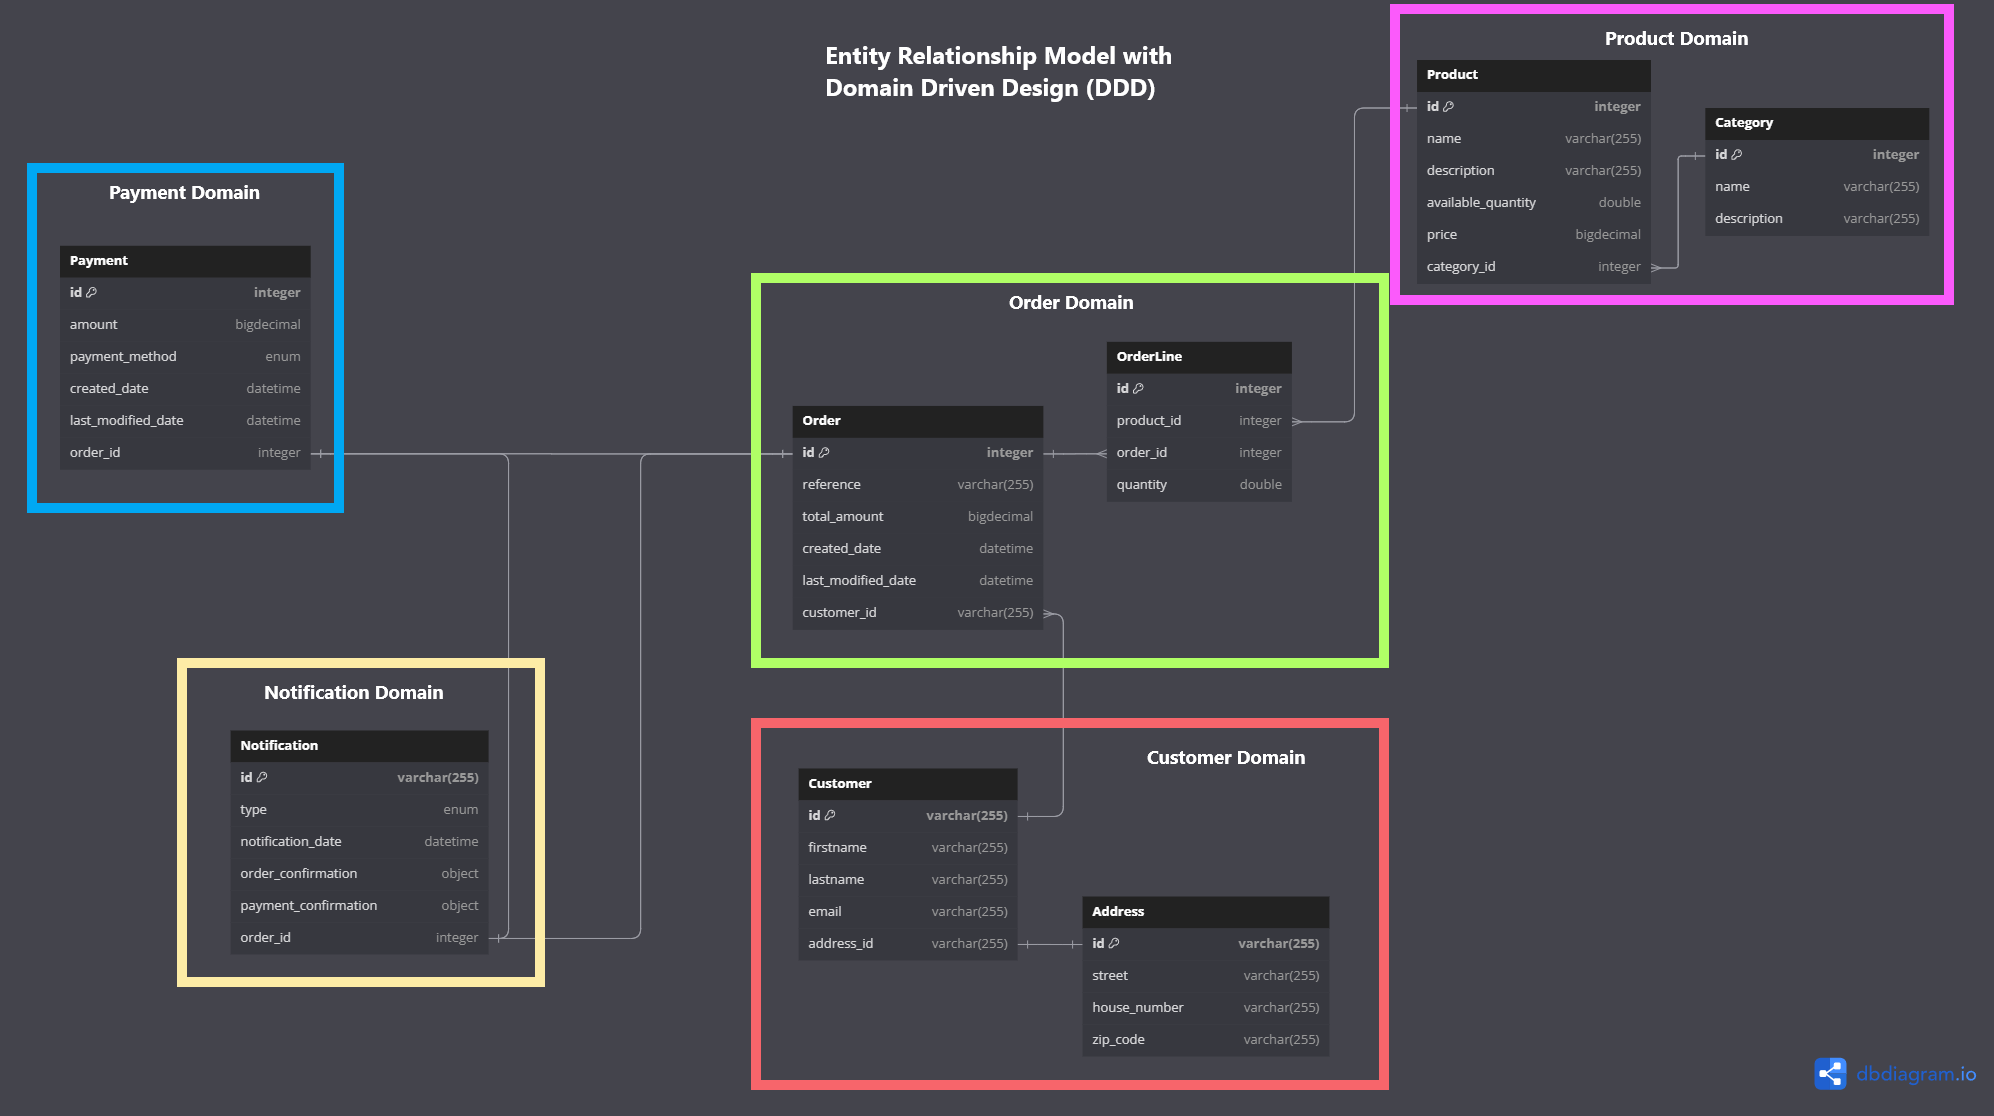 Entity Relationship Model with
Domain Driven Design (DDD)
Product Domain
Product
id integer
name varchar(255)
description varchar(255)
available_quantity double
price bigdecimal
category_id integer
Category
id integer
name varchar(255)
description varchar(255)
Payment Domain
Payment
id integer
amount bigdecimal
payment_method enum
created_date datetime
last_modified_date datetime
order_id integer
Order Domain
Order
id integer
reference varchar(255)
total_amount bigdecimal
created_date datetime
last_modified_date datetime
customer_id varchar(255)
OrderLine
id integer
product_id integer
order_id integer
quantity double
Notification Domain
Notification
id varchar(255)
type enum
notification_date datetime
order_confirmation object
payment_confirmation object
order_id integer
Customer Domain
Customer
id varchar(255)
firstname varchar(255)
lastname varchar(255)
email varchar(255)
address_id varchar(255)
Address
id varchar(255)
street varchar(255)
house_number varchar(255)
zip_code varchar(255)
dbdiagram.io